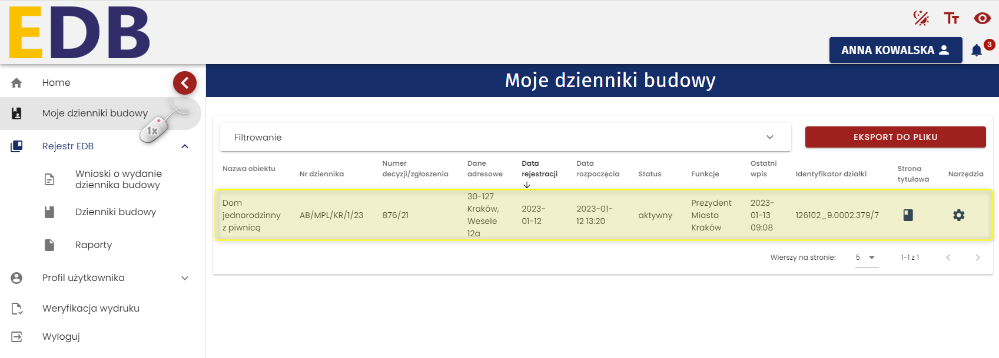 EDB
ANNA KOWALSKA
3
Home
Moje dzienniki budowy
1x
Rejestr EDB
Wnioski o wydanie
dziennika budowy
Dzienniki budowy
Raporty
Profil użytkownika
Weryfikacja wydruku
Wyloguj
Moje dzienniki budowy
Filtrowanie
EKSPORT DO PLIKU
Nazwa obiektu
Nr dziennika
Numer
decyzji/zgłoszenia
Dane
adresowe
Data
rejestracji
Data
rozpoczęcia
Status
Funkcje
Ostatni
wpis
Identyfikator działki
Strona
tytułowa
Narzędzia
Dom
jednorodzinny
z piwnicą
AB/MPL/KR/1/23
876/21
30-127
Kraków,
Wesele
12a
2023-
01-12
2023-01-
12 13:20
aktywny
Prezydent
Miasta
Kraków
2023-
01-13
09:08
126102_9.0002.379/7
Wierszy na stronie:
5
1-1 z 1